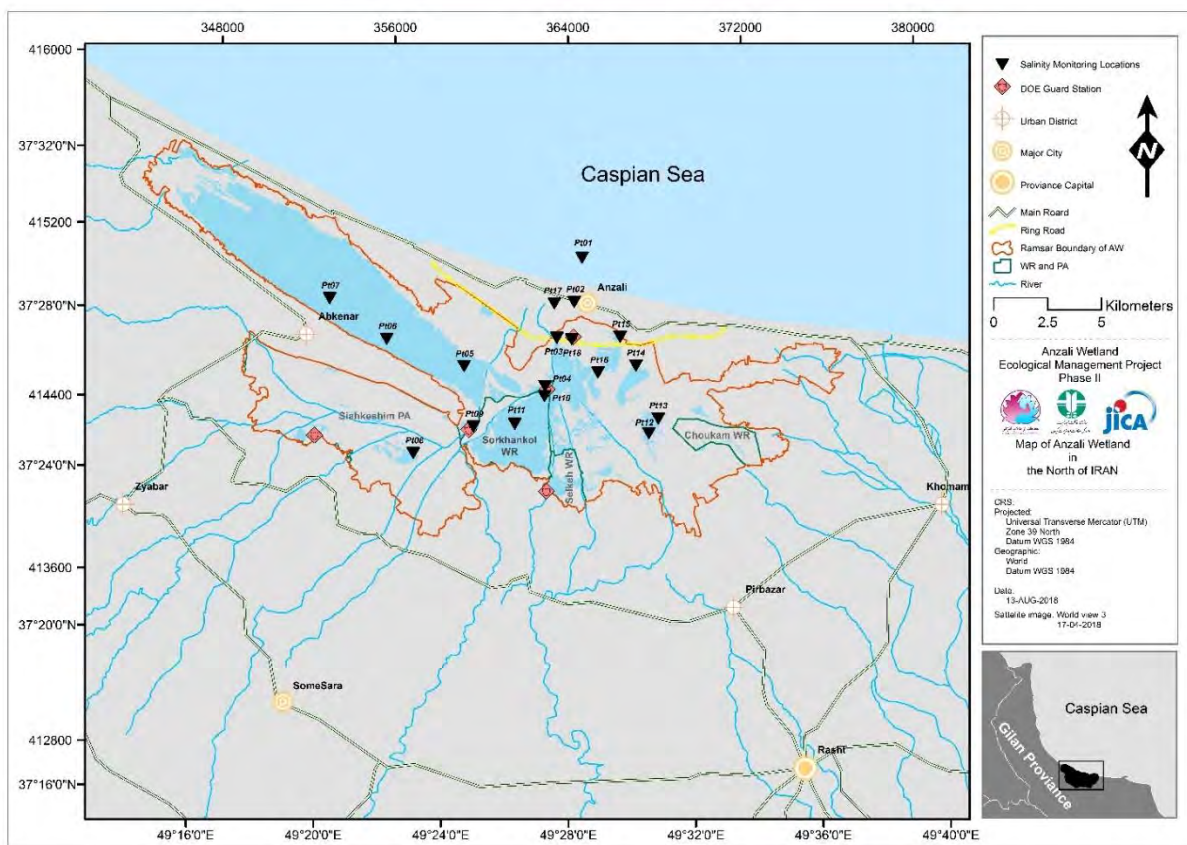 348000 356000 364000 372000 380000
416000
37°32'0"N
415200
37°28'0"N
414400
37°24'0"N
413600
37°20'0"N
412800
37°16'0"N
49°16'0"E 49°20'0"E 49°24'0"E 49°28'0"E 49°32'0"E 49°36'0"E 49°40'0"E
Caspian Sea
Pt01
Pt07
Pt17
Pt02
Anzali
Abkenar
Pt06
Pt03
Pt18
Pt15
Pt05
Pt16
Pt14
Pt04
Pt10
Siahkeshim PA
Pt09
Pt11
Pt13
Pt12
Sorkhankol
WR
Choukam WR
Pt08
Selkeh WR
Zyabar
Khomam
Pirbazar
SomeSara
Rasht
Salinity Monitoring Locations
DOE Guard Station
Urban District
Major City
Proviance Capital
Main Roard
Ring Road
Ramsar Boundary of AW
WR and PA
River
N
Kilometers
0 2.5 5
Anzali Wetland
Ecological Management Project
Phase II
jICA
Map of Anzali Wetland
in
the North of IRAN
CRS:
Projected:
Universal Transverse Mercator (UTM)
Zone 39 North
Datum WGS 1984
Geographic:
World
Datum WGS 1984
Date:
13-AUG-2018
Sattelite image. World view 3
17-04-2018
Caspian Sea
Gilan Proviance